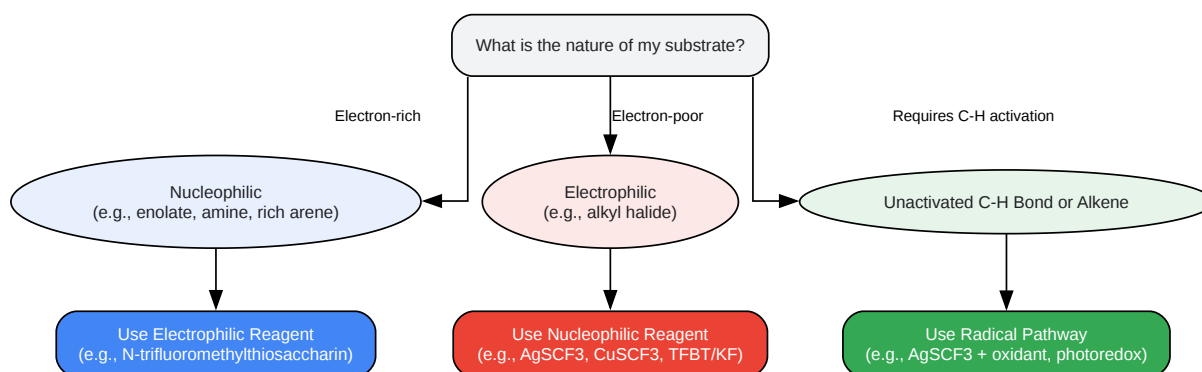 What is the nature of my substrate?
Electron-rich
Electron-poor
Requires C-H activation
Nucleophilic
(e.g., enolate, amine, rich arene)
Electrophilic
(e.g., alkyl halide)
Unactivated C-H Bond or Alkene
Use Electrophilic Reagent
(e.g., N-trifluoromethylthiosaccharin)
Use Nucleophilic Reagent
(e.g., AgSCF3, CuSCF3, TFBT/KF)
Use Radical Pathway
(e.g., AgSCF3 + oxidant, photoredox)